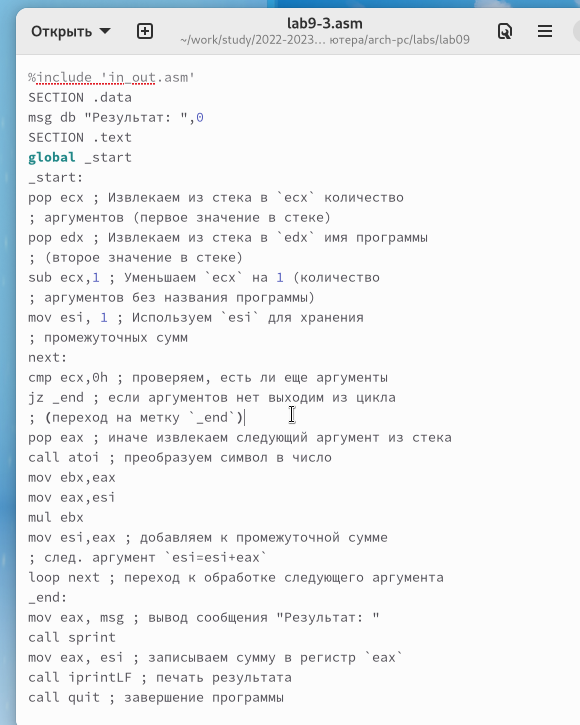 lab9-3.asm
Открыть
~/work/study/2022-2023… ютера/arch-pc/labs/lab09
%include 'in_out.asm'
SECTION .data
msg db "Результат: ",0
SECTION .text
global _start
_start:
pop ecx ; Извлекаем из стека в `ecx` количество
; аргументов (первое значение в стеке)
pop edx ; Извлекаем из стека в `edx` имя программы
; (второе значение в стеке)
sub ecx,1 ; Уменьшаем `ecx` на 1 (количество
; аргументов без названия программы)
mov esi, 1 ; Используем `esi` для хранения
; промежуточных сумм
next:
cmp ecx,0h ; проверяем, есть ли еще аргументы
jz _end ; если аргументов нет выходим из цикла
; (переход на метку `_end`)
pop eax ; иначе извлекаем следующий аргумент из стека
call atoi ; преобразуем символ в число
mov ebx,eax
mov eax,esi
mul ebx
mov esi,eax ; добавляем к промежуточной сумме
; след. аргумент `esi=esi+eax`
loop next ; переход к обработке следующего аргумента
_end:
mov eax, msg ; вывод сообщения "Результат: "
call sprint
mov eax, esi ; записываем сумму в регистр `eax`
call iprintLF ; печать результата
call quit ; завершение программы